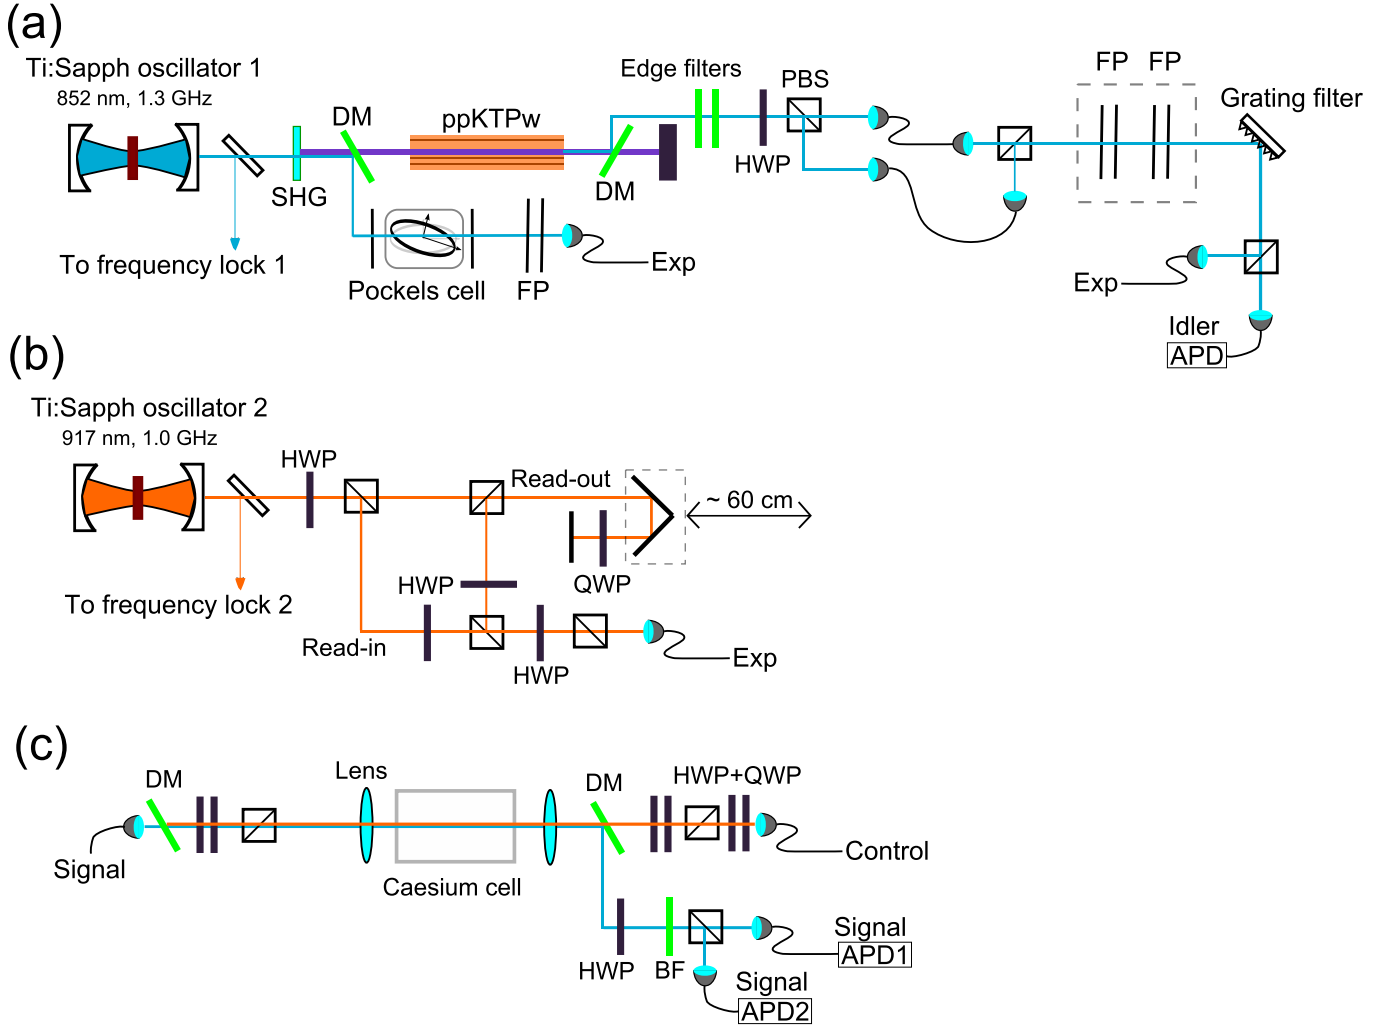 (a)
Ti:Sapph oscillator 1
852 nm, 1.3 GHz
DM
ppKTPw
Edge filters
PBS
FP FP
Grating filter
SHG
DM
HWP
To frequency lock 1
Pockels cell
FP
Exp
Exp
Idler
APD
(b)
Ti:Sapph oscillator 2
917 nm, 1.0 GHz
HWP
Read-out
~ 60 cm
HWP
QWP
To frequency lock 2
Read-in
HWP
Exp
(c)
DM
Lens
DM
HWP+QWP
Signal
Caesium cell
Control
HWP
BF
Signal
APD1
Signal
APD2